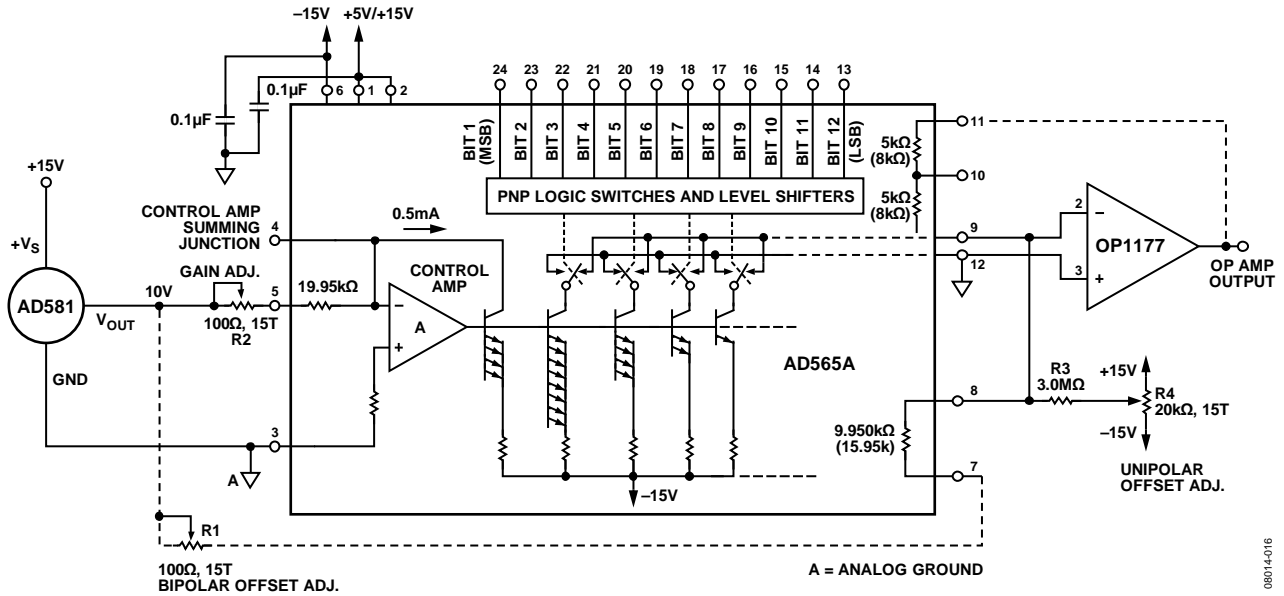 –15V
+5V/+15V
0.1µF
0.1µF
6
1
2
24
23
22
21
20
19
18
17
16
15
14
13
BIT 1
(MSB)
BIT 2
BIT 3
BIT 4
BIT 5
BIT 6
BIT 7
BIT 8
BIT 9
BIT 10
BIT 11
BIT 12
(LSB)
PNP LOGIC SWITCHES AND LEVEL SHIFTERS
5kΩ
(8kΩ)
5kΩ
(8kΩ)
11
10
9
12
2
–
3
+
OP1177
OP AMP
OUTPUT
+15V
+VS
AD581
GND
10V
VOUT
CONTROL AMP
SUMMING
JUNCTION
4
0.5mA
GAIN ADJ.
5
100Ω, 15T
R2
19.95kΩ
CONTROL
AMP
–
A
+
3
A
AD565A
–15V
9.950kΩ
(15.95k)
8
7
R3
3.0MΩ
+15V
R4
20kΩ, 15T
–15V
UNIPOLAR
OFFSET ADJ.
R1
100Ω, 15T
BIPOLAR OFFSET ADJ.
A = ANALOG GROUND
08014-016